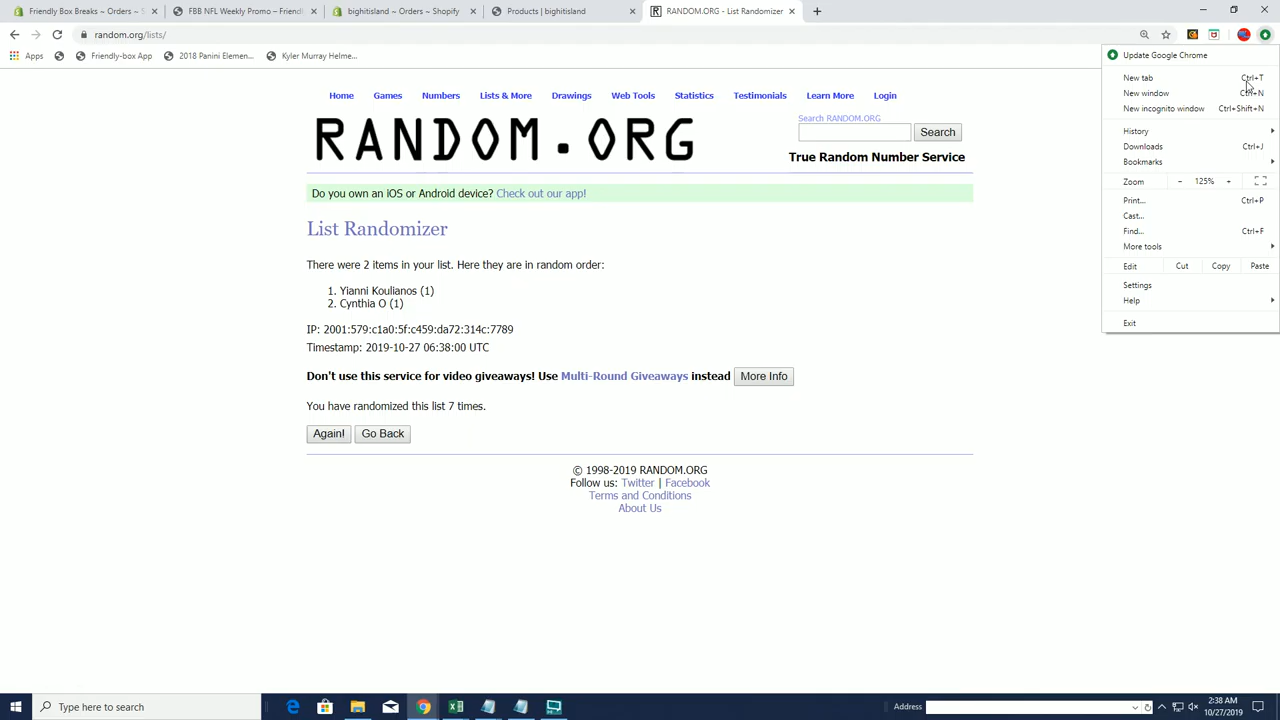 Friendly Box Breaks ~ Orders ~ S
FBB NFL Weekly Promo – Friendl
bighitisland ~ Orders ~ Shopify
Products | bighitisland
RANDOM.ORG - List Randomizer
random.org/lists/
Apps
Friendly-box App
2018 Panini Elemen...
Kyler Murray Helme...
Update Google Chrome
New tab Ctrl+T
New window Ctrl+N
New incognito window Ctrl+Shift+N
History
Downloads Ctrl+J
Bookmarks
Zoom - 125% +
Print... Ctrl+P
Cast...
Find... Ctrl+F
More tools
Edit Cut Copy Paste
Settings
Help
Exit
Home Games Numbers Lists & More Drawings Web Tools Statistics Testimonials Learn More Login
RANDOM.ORG
Search RANDOM.ORG
Search
True Random Number Service
Do you own an iOS or Android device? Check out our app!
List Randomizer
There were 2 items in your list. Here they are in random order:
1. Yianni Koulianos (1)
2. Cynthia O (1)
IP: 2001:579:c1a0:5f:c459:da72:314c:7789
Timestamp: 2019-10-27 06:38:00 UTC
Don't use this service for video giveaways! Use Multi-Round Giveaways instead More Info
You have randomized this list 7 times.
Again! Go Back
© 1998-2019 RANDOM.ORG
Follow us: Twitter | Facebook
Terms and Conditions
About Us
Type here to search
Address
2:38 AM
10/27/2019